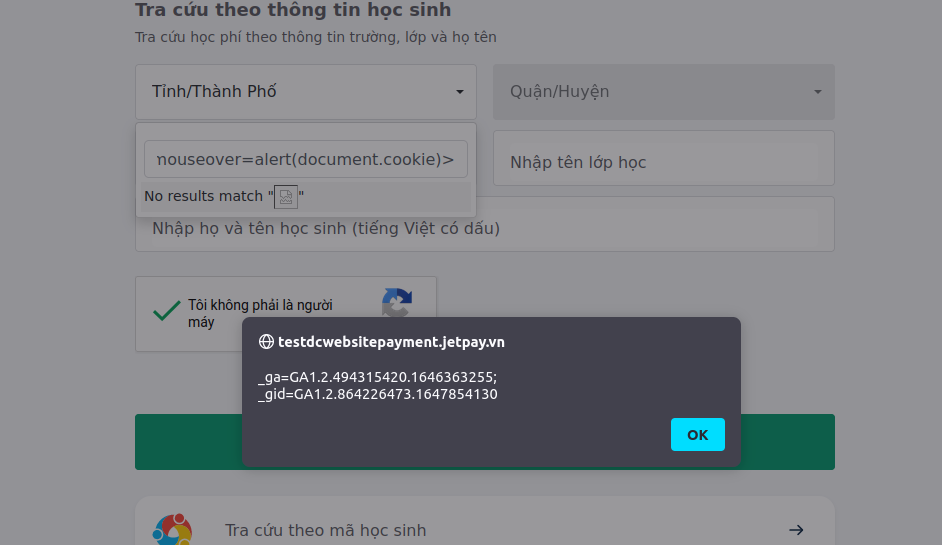 Tra cứu theo thông tin học sinh
Tra cứu học phí theo thông tin trường, lớp và họ tên
Tỉnh/Thành Phố
Quận/Huyện
mouseover=alert(document.cookie)>
Nhập tên lớp học
No results match " "
Nhập họ và tên học sinh (tiếng Việt có dấu)
Tôi không phải là người
máy
testdcwebsitepayment.jetpay.vn
_ga=GA1.2.494315420.1646363255;
_gid=GA1.2.864226473.1647854130
OK
Tra cứu theo mã học sinh